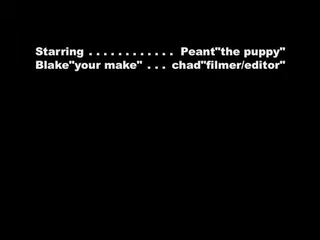 Starring . . . . . . . . . . . . Peant"the puppy"
Blake"your make" . . . chad"filmer/editor"